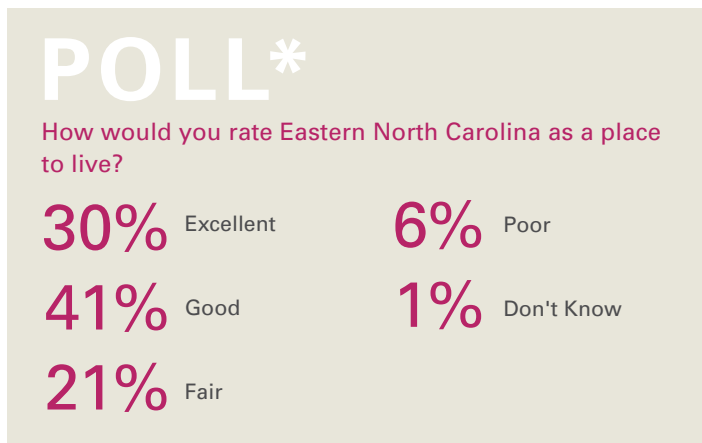 POLL*
How would you rate Eastern North Carolina as a place
to live?
30% Excellent
41% Good
21% Fair
6% Poor
1% Don't Know